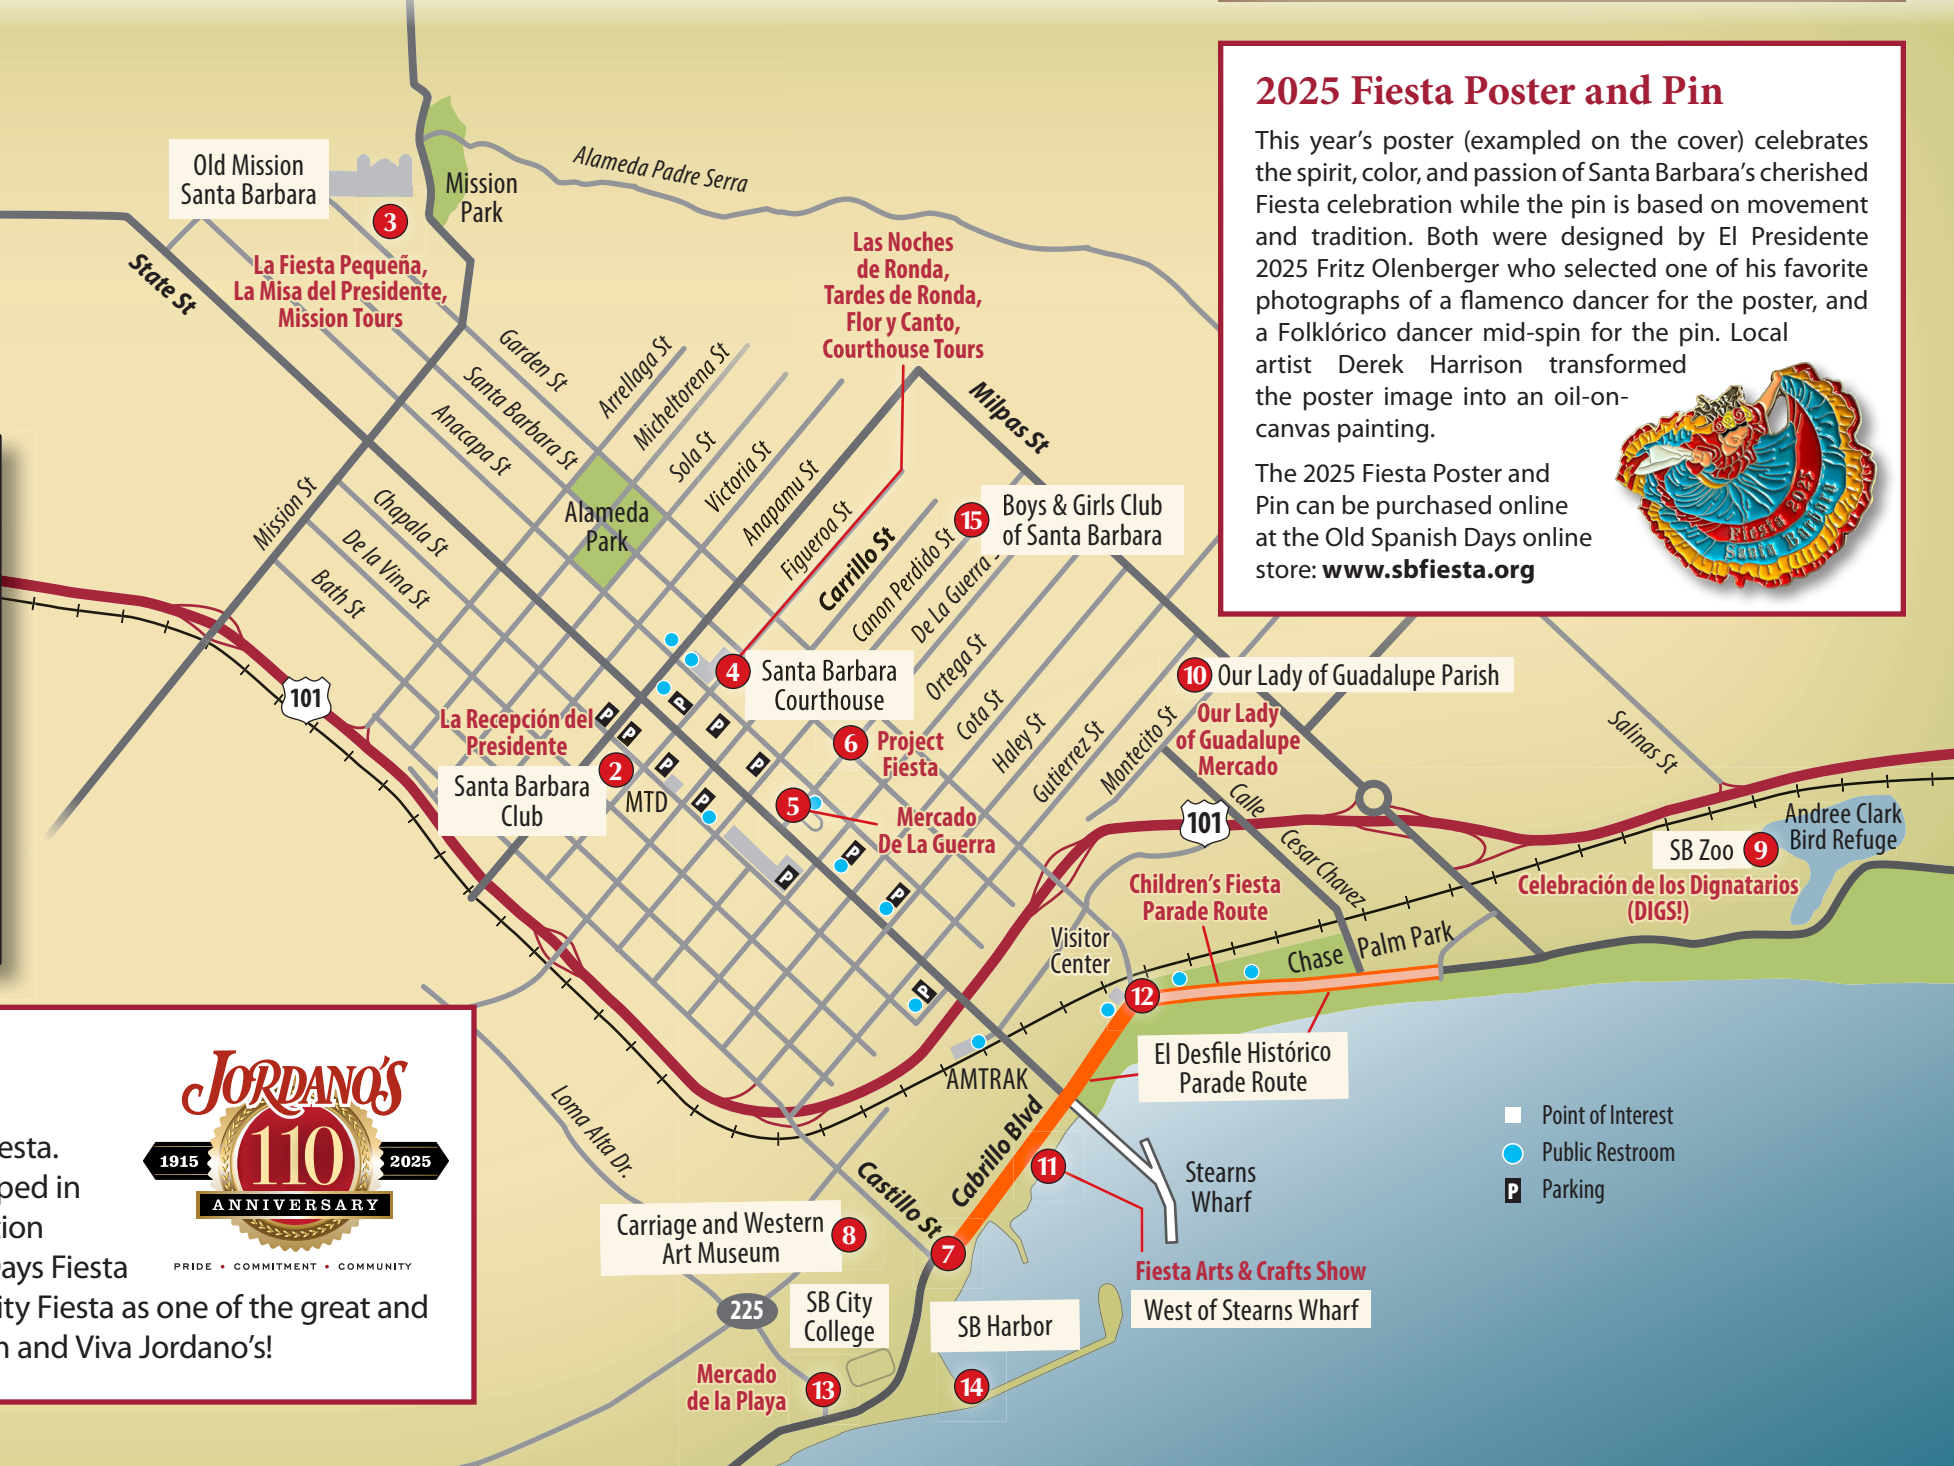 2025 Fiesta Poster and Pin
This year's poster (exampled on the cover) celebrates
the spirit, color, and passion of Santa Barbara's cherished
Fiesta celebration while the pin is based on movement
and tradition. Both were designed by El Presidente
2025 Fritz Olenberger who selected one of his favorite
photographs of a flamenco dancer for the poster, and
a Folklórico dancer mid-spin for the pin. Local
artist Derek Harrison transformed
the poster image into an oil-on-
canvas painting.
The 2025 Fiesta Poster and
Pin can be purchased online
at the Old Spanish Days online
store: www.sbfiesta.org
Fiesta 2025
Santa Barbara
Old Mission
Santa Barbara
3
Mission
Park
Alameda Padre Serra
La Fiesta Pequeña,
La Misa del Presidente,
Mission Tours
State St
Las Noches
de Ronda,
Tardes de Ronda,
Flor y Canto,
Courthouse Tours
Garden St
Santa Barbara St
Anacapa St
Arrellaga St
Micheltorena St
Sola St
Victoria St
Anapamu St
Figueroa St
Carrillo St
Canon Perdido St
De La Guerra S
Ortega St
Cota St
Haley St
Gutierrez St
Montecito St
Milpas St
Mission St
Chapala St
De la Vina St
Bath St
Alameda
Park
15
Boys & Girls Club
of Santa Barbara
101
4
Santa Barbara
Courthouse
10
Our Lady of Guadalupe Parish
Our Lady
of Guadalupe
Mercado
La Recepción del
Presidente
2
Santa Barbara
Club
MTD
P
P
P
P
P
P
P
P
P
P
P
6
Project
Fiesta
5
Mercado
De La Guerra
101
Calle
Cesar Chavez
Salinas St
SB Zoo
9
Andree Clark
Bird Refuge
Celebración de los Dignatarios
(DIGS!)
Children's Fiesta
Parade Route
Visitor
Center
Chase Palm Park
12
El Desfile Histórico
Parade Route
AMTRAK
Cabrillo Blvd
Loma Alta Dr.
Castillo St
11
Stearns
Wharf
Carriage and Western
Art Museum
8
7
Fiesta Arts & Crafts Show
West of Stearns Wharf
225
SB City
College
SB Harbor
Mercado
de la Playa
13
14
Point of Interest
Public Restroom
P Parking
JORDANO'S
110
1915
2025
ANNIVERSARY
PRIDE • COMMITMENT • COMMUNITY
esta.
ped in
tion
ays Fiesta
ity Fiesta as one of the great and
n and Viva Jordano's!